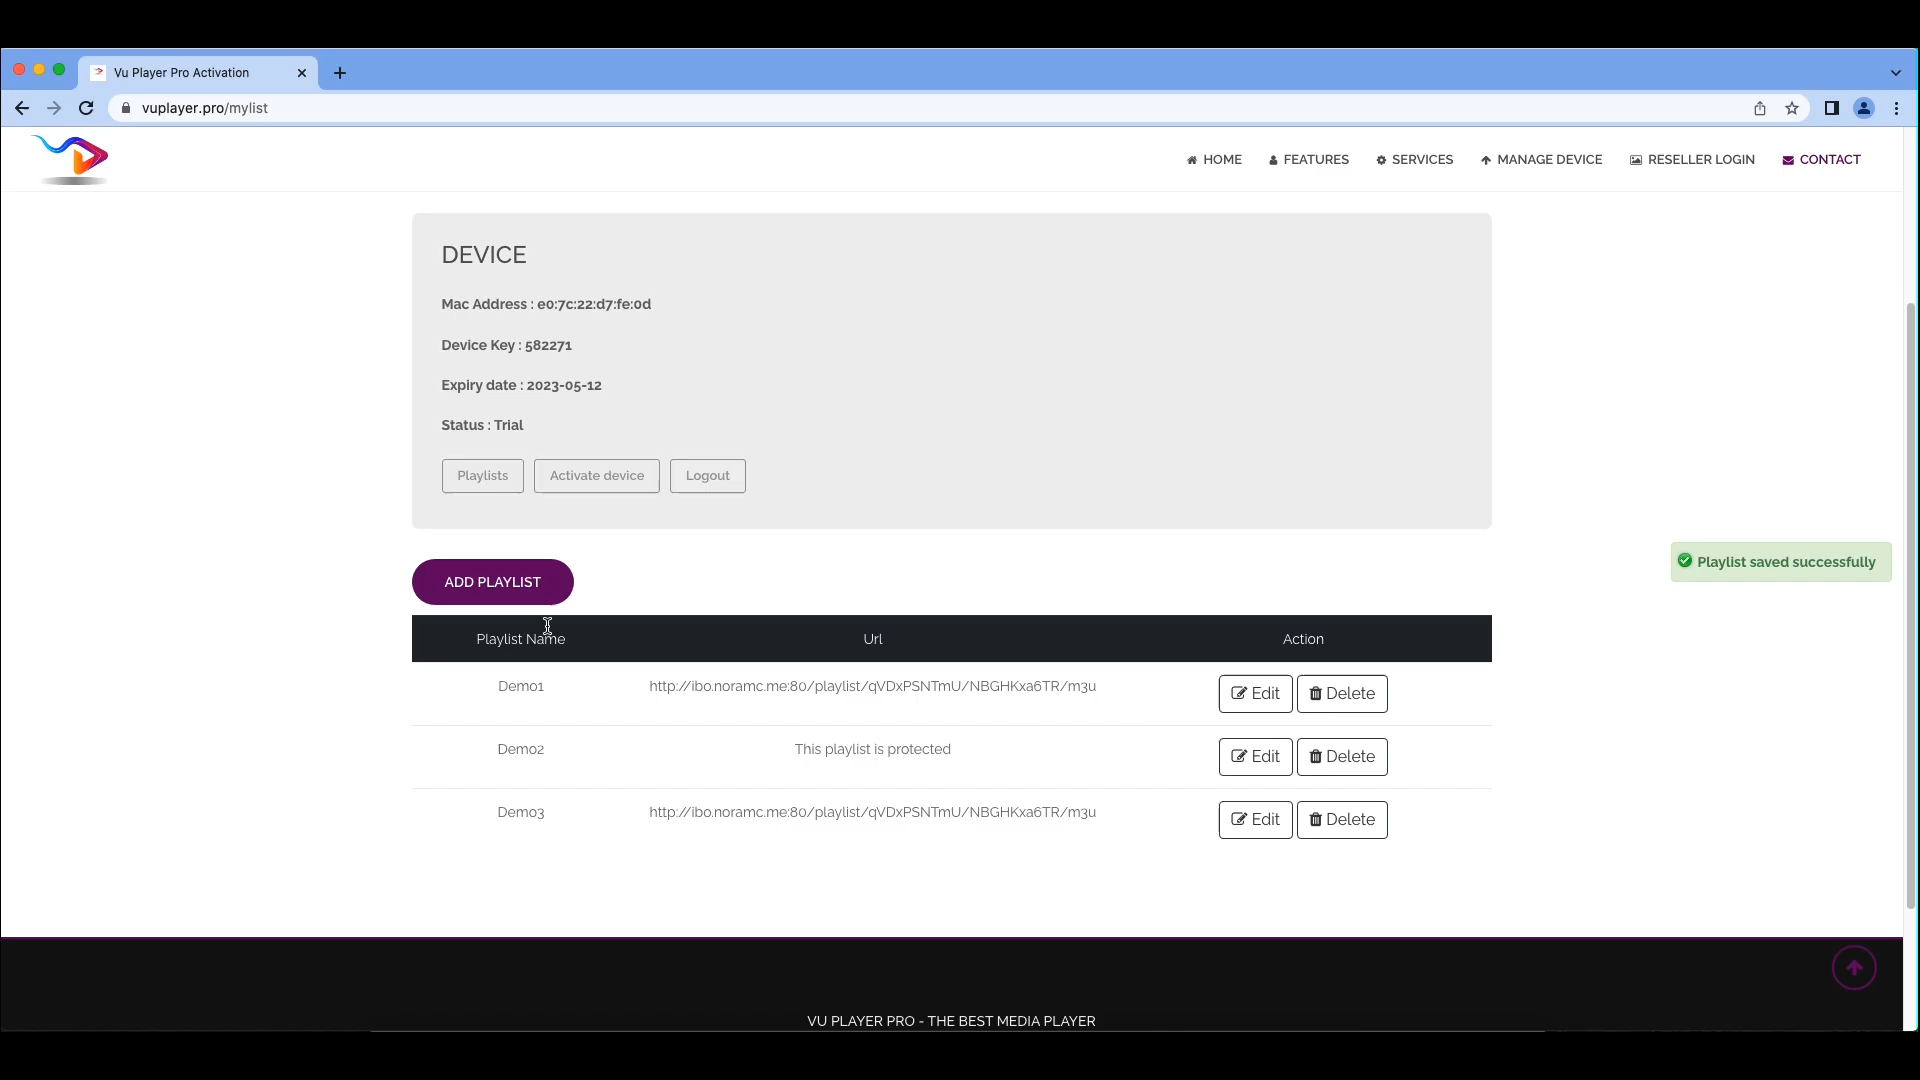 Vu Player Pro Activation
vuplayer.pro/mylist
HOME FEATURES SERVICES MANAGE DEVICE RESELLER LOGIN CONTACT
DEVICE
Mac Address : e0:7c:22:d7:fe:0d
Device Key : 582271
Expiry date : 2023-05-12
Status : Trial
Playlists Activate device Logout
Playlist saved successfully
ADD PLAYLIST
Playlist Name Url Action
Demo1 http://ibo.noramc.me:80/playlist/qVDxPSNTmU/NBGHKxa6TR/m3u Edit Delete
Demo2 This playlist is protected Edit Delete
Demo3 http://ibo.noramc.me:80/playlist/qVDxPSNTmU/NBGHKxa6TR/m3u Edit Delete
VU PLAYER PRO - THE BEST MEDIA PLAYER